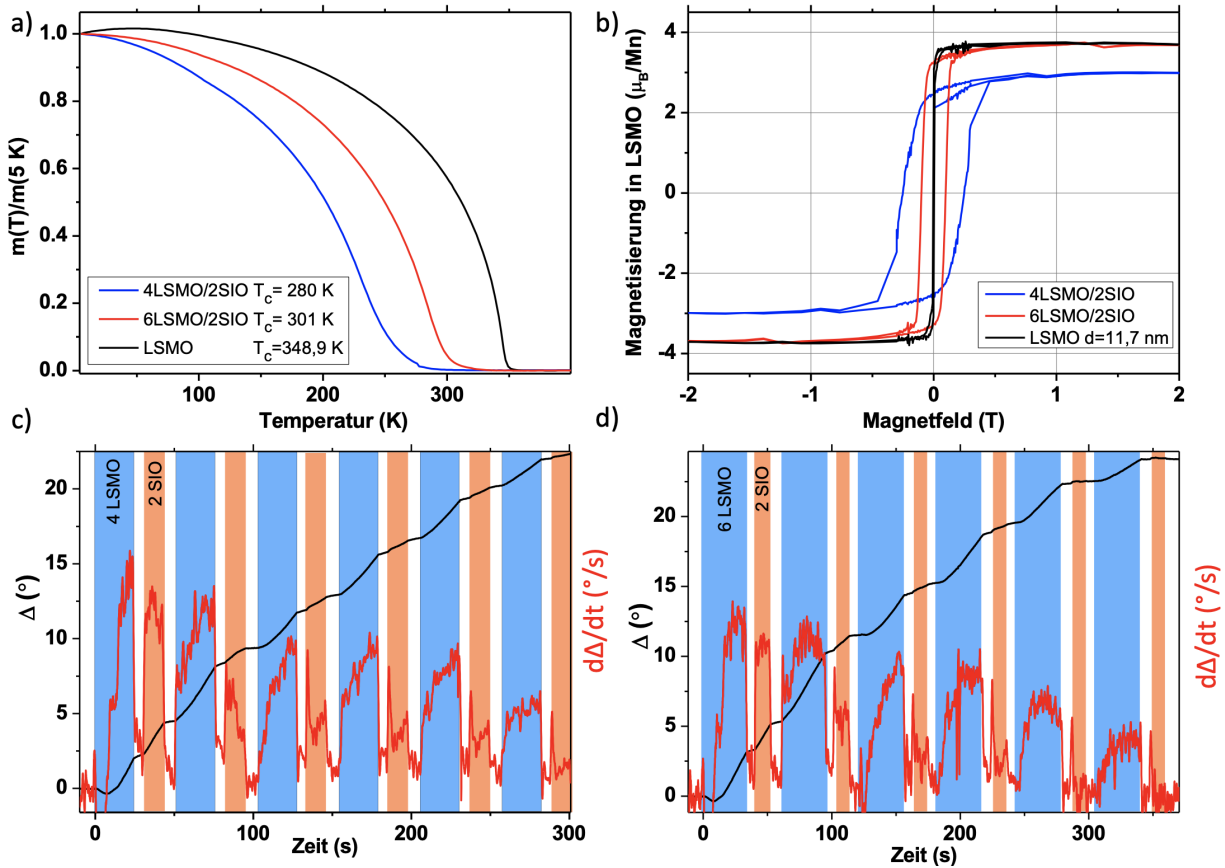 a)
1.0
0.8
0.6
0.4
0.2
0.0
m(T)/m(5 K)
4LSMO/2SIO T_c= 280 K
6LSMO/2SIO T_c= 301 K
LSMO T_c=348,9 K
100 200 300
Temperatur (K)
b)
4
2
0
-2
-4
Magnetisierung in LSMO (μ_B/Mn)
4LSMO/2SIO
6LSMO/2SIO
LSMO d=11,7 nm
-2 -1 0 1 2
Magnetfeld (T)
c)
20
15
10
5
0
Δ (°)
4 LSMO
2 SIO
dΔ/dt (°/s)
0 100 200 300
Zeit (s)
d)
20
15
10
5
0
Δ (°)
6 LSMO
2 SIO
dΔ/dt (°/s)
0 100 200 300
Zeit (s)